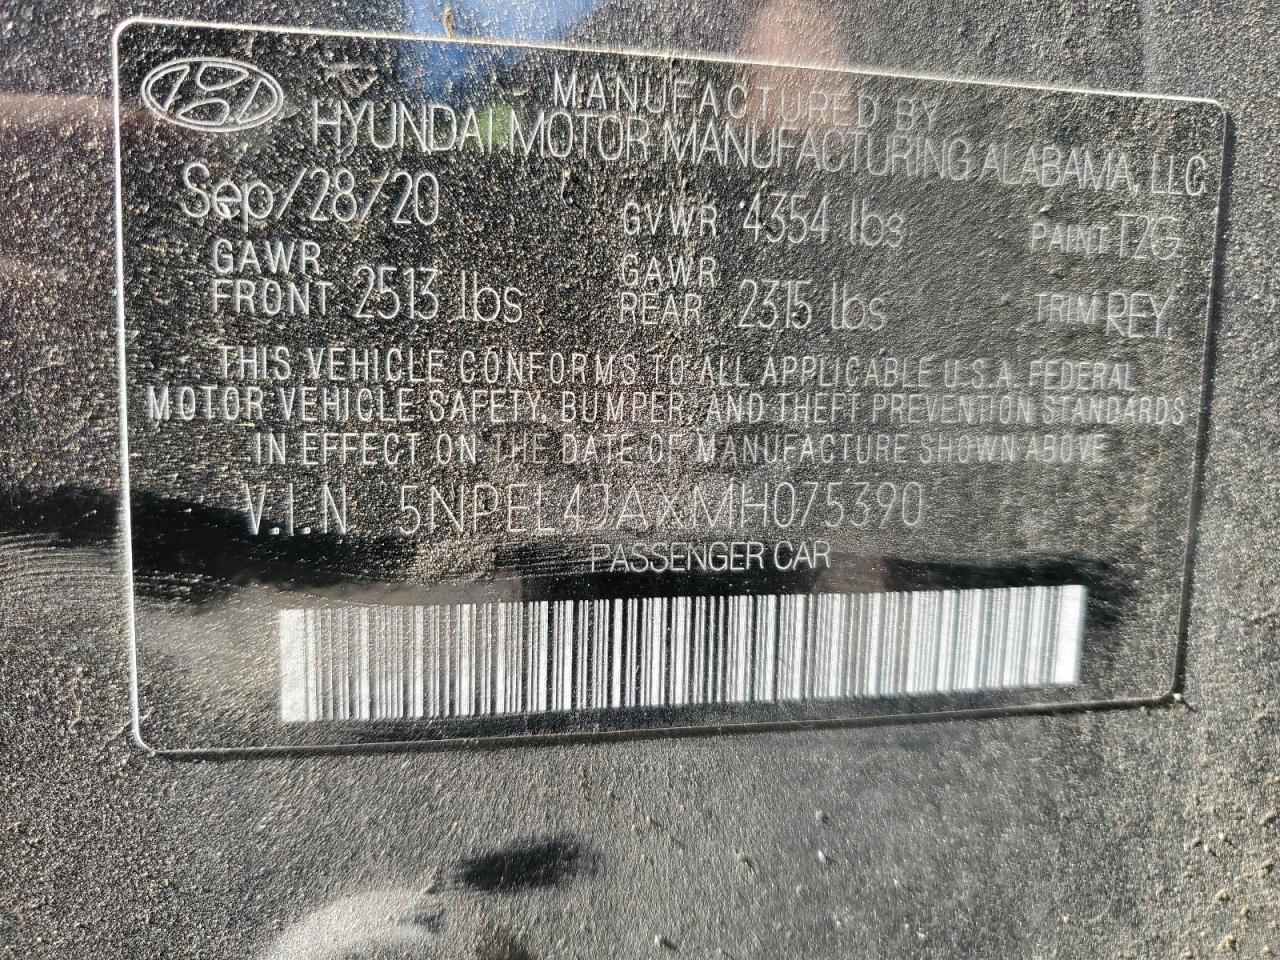 MANUFACTURED BY
HYUNDAI MOTOR MANUFACTURING ALABAMA, LLC
Sep/28/20 GVWR 4354 lbs PAINT T2G
GAWR FRONT 2513 lbs GAWR REAR 2315 lbs TRIM REY
THIS VEHICLE CONFORMS TO ALL APPLICABLE U.S.A. FEDERAL
MOTOR VEHICLE SAFETY, BUMPER, AND THEFT PREVENTION STANDARDS
IN EFFECT ON THE DATE OF MANUFACTURE SHOWN ABOVE
V.I.N 5NPEL4JAXMH075390
PASSENGER CAR